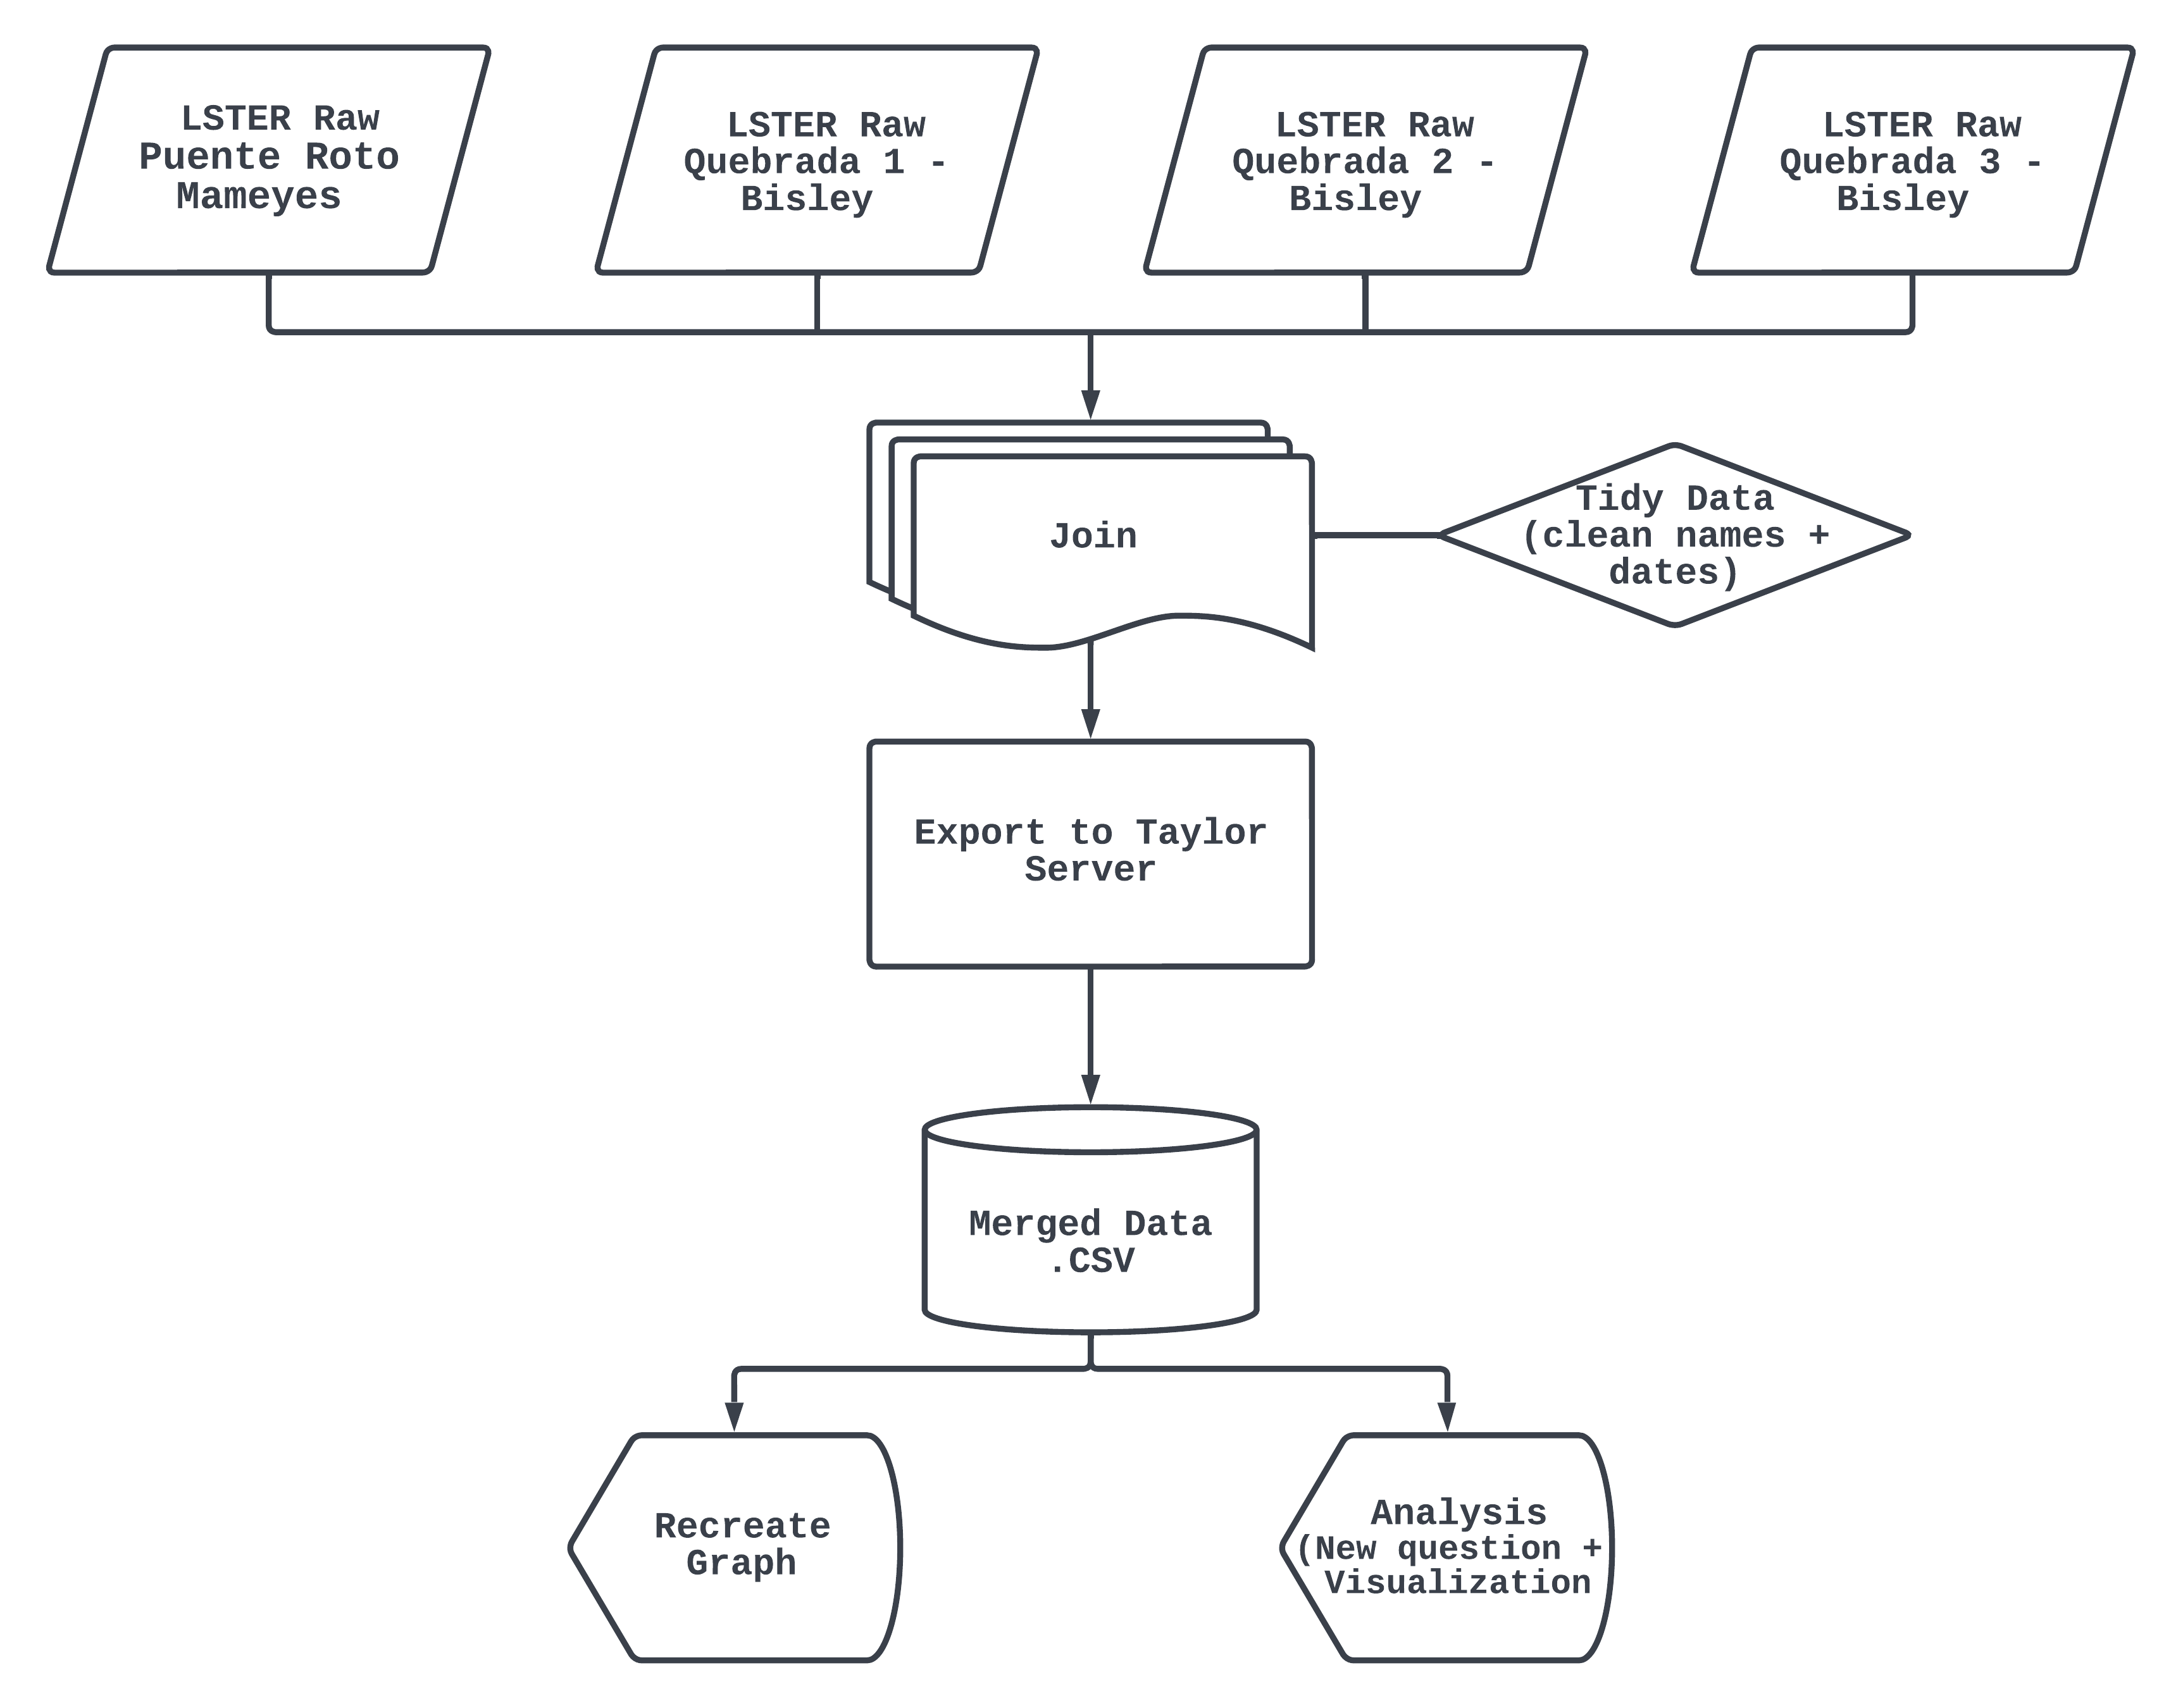 LSTER Raw
Puente Roto
Mameyes
LSTER Raw
Quebrada 1 -
Bisley
LSTER Raw
Quebrada 2 -
Bisley
LSTER Raw
Quebrada 3 -
Bisley
Join
Tidy Data
(clean names +
dates)
Export to Taylor
Server
Merged Data
.CSV
Recreate
Graph
Analysis
(New question +
Visualization